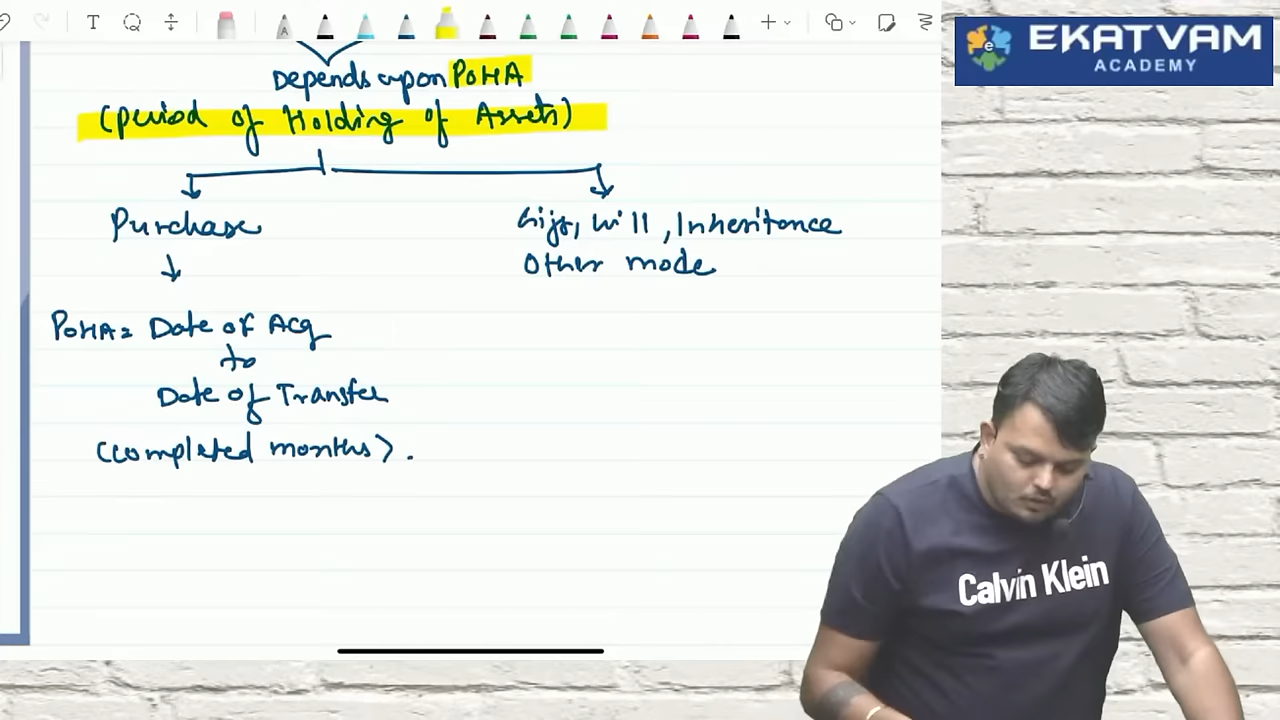 EKATVAM
ACADEMY
Depends upon POHA
(Period of Holding of Assets)
Purchase
Gift, Will, Inheritance
Other mode
POHA = Date of Acq
to
Date of Transfer
(completed months).
Calvin Klein